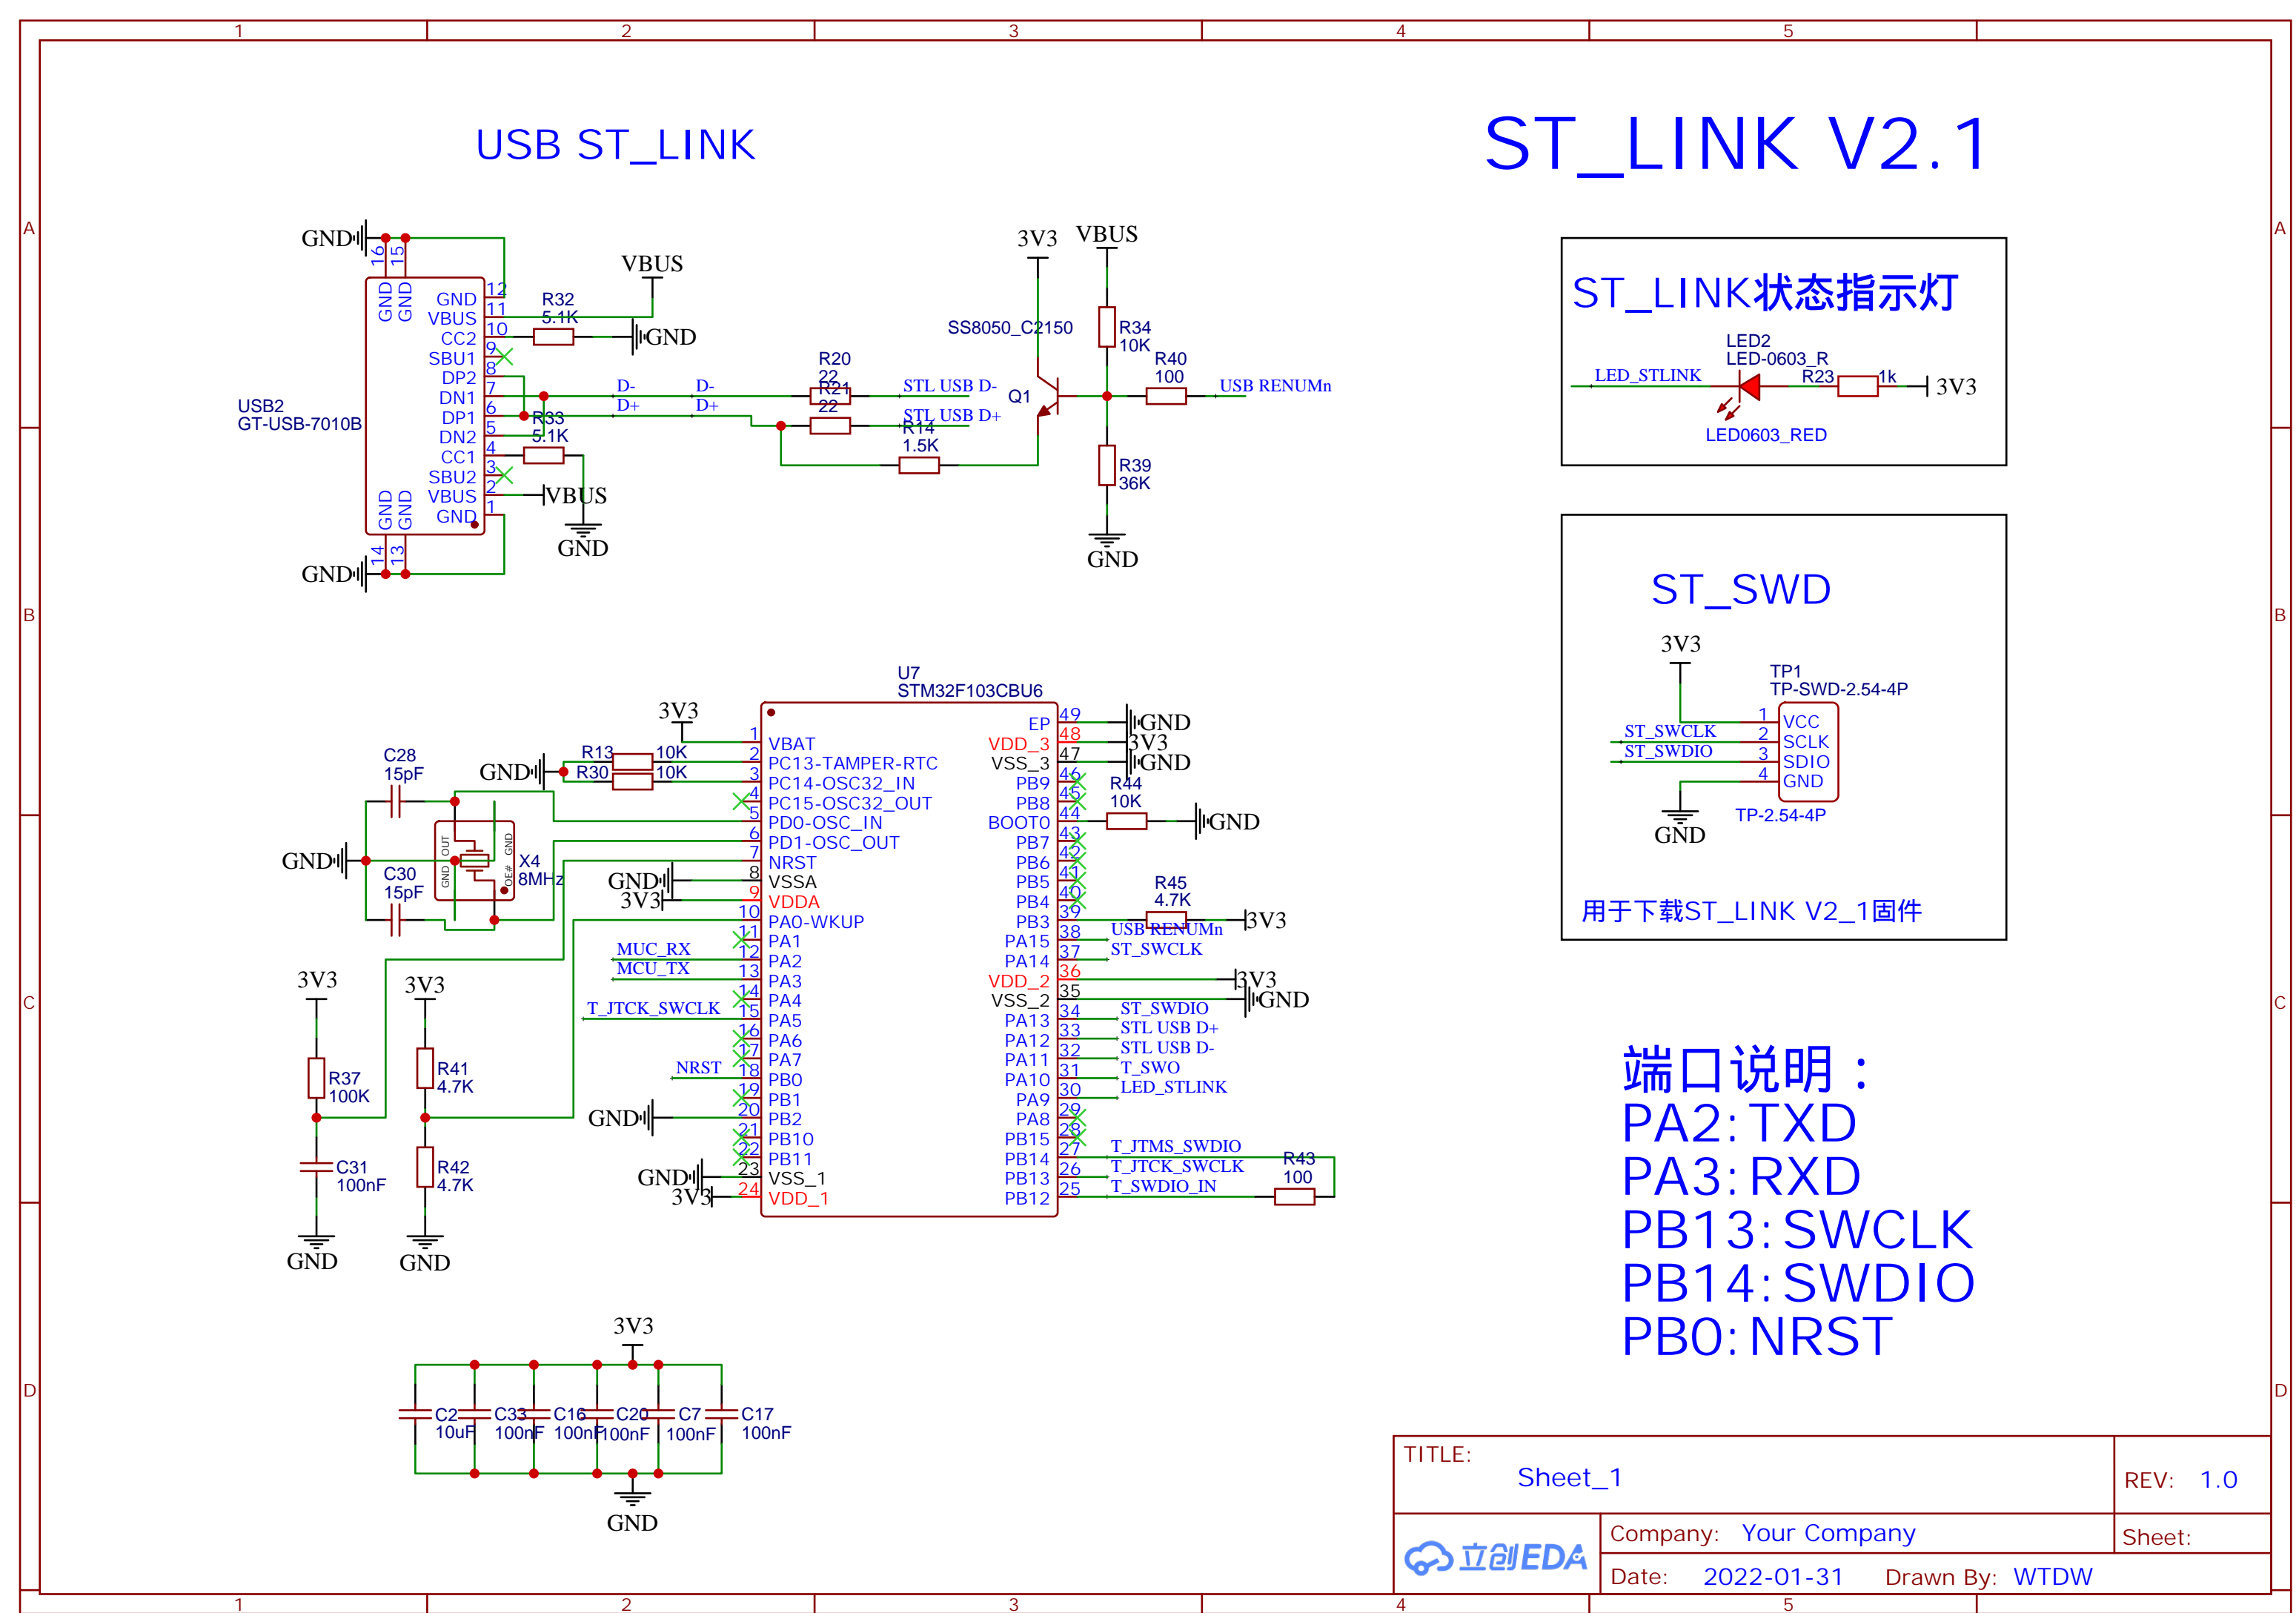 1 2 3 4 5
USB ST_LINK
ST_LINK V2.1
A
A
GND
16
15
GND
GND
USB2
GT-USB-7010B
GND 12
VBUS 11
CC2 10
SBU1 9
DP2 8
DN1 7
DP1 6
DN2 5
CC1 4
SBU2 3
VBUS 2
GND 1
GND
GND
14
13
GND
VBUS
R32
5.1K
GND
R33
5.1K
VBUS
GND
D- D-
D+ D+
R20
22
R21
22
STL USB D-
STL USB D+
R14
1.5K
3V3
VBUS
SS8050_C2150
Q1
R34
10K
R40
100
USB RENUMn
R39
36K
GND
ST_LINK状态指示灯
LED2
LED-0603_R
LED_STLINK
R23 1k
3V3
LED0603_RED
B
B
ST_SWD
3V3
TP1
TP-SWD-2.54-4P
ST_SWCLK
ST_SWDIO
1 VCC
2 SCLK
3 SDIO
4 GND
TP-2.54-4P
GND
用于下载ST_LINK V2_1固件
U7
STM32F103CBU6
3V3
1 VBAT
2 PC13-TAMPER-RTC
3 PC14-OSC32_IN
4 PC15-OSC32_OUT
5 PD0-OSC_IN
6 PD1-OSC_OUT
7 NRST
8 VSSA
9 VDDA
10 PA0-WKUP
11 PA1
12 PA2
13 PA3
14 PA4
15 PA5
16 PA6
17 PA7
18 PB0
19 PB1
20 PB2
21 PB10
22 PB11
23 VSS_1
24 VDD_1
EP 49
VDD_3 48
VSS_3 47
PB9 46
PB8 45
BOOT0 44
PB7 43
PB6 42
PB5 41
PB4 40
PB3 39
PA15 38
PA14 37
VDD_2 36
VSS_2 35
PA13 34
PA12 33
PA11 32
PA10 31
PA9 30
PA8 29
PB15 28
PB14 27
PB13 26
PB12 25
GND
R13 10K
R30 10K
C28
15pF
GND
OUT GND
GND OE#
X4
8MHz
C30
15pF
GND
3V3
MUC_RX
MCU_TX
T_JTCK_SWCLK
NRST
GND
GND
3V3
GND
3V3
GND
R44
10K
GND
R45
4.7K
3V3
USB RENUMn
ST_SWCLK
3V3
GND
ST_SWDIO
STL USB D+
STL USB D-
T_SWO
LED_STLINK
T_JTMS_SWDIO
T_JTCK_SWCLK
T_SWDIO_IN
R43
100
C
C
3V3
R37
100K
C31
100nF
GND
3V3
R41
4.7K
R42
4.7K
GND
端口说明：
PA2:TXD
PA3:RXD
PB13:SWCLK
PB14:SWDIO
PB0:NRST
D
D
3V3
C2
10uF
C33
100nF
C16
100nF
C20
100nF
C7
100nF
C17
100nF
GND
TITLE:
Sheet_1
REV: 1.0
立创EDA
Company: Your Company
Sheet:
Date: 2022-01-31 Drawn By: WTDW
1 2 3 4 5